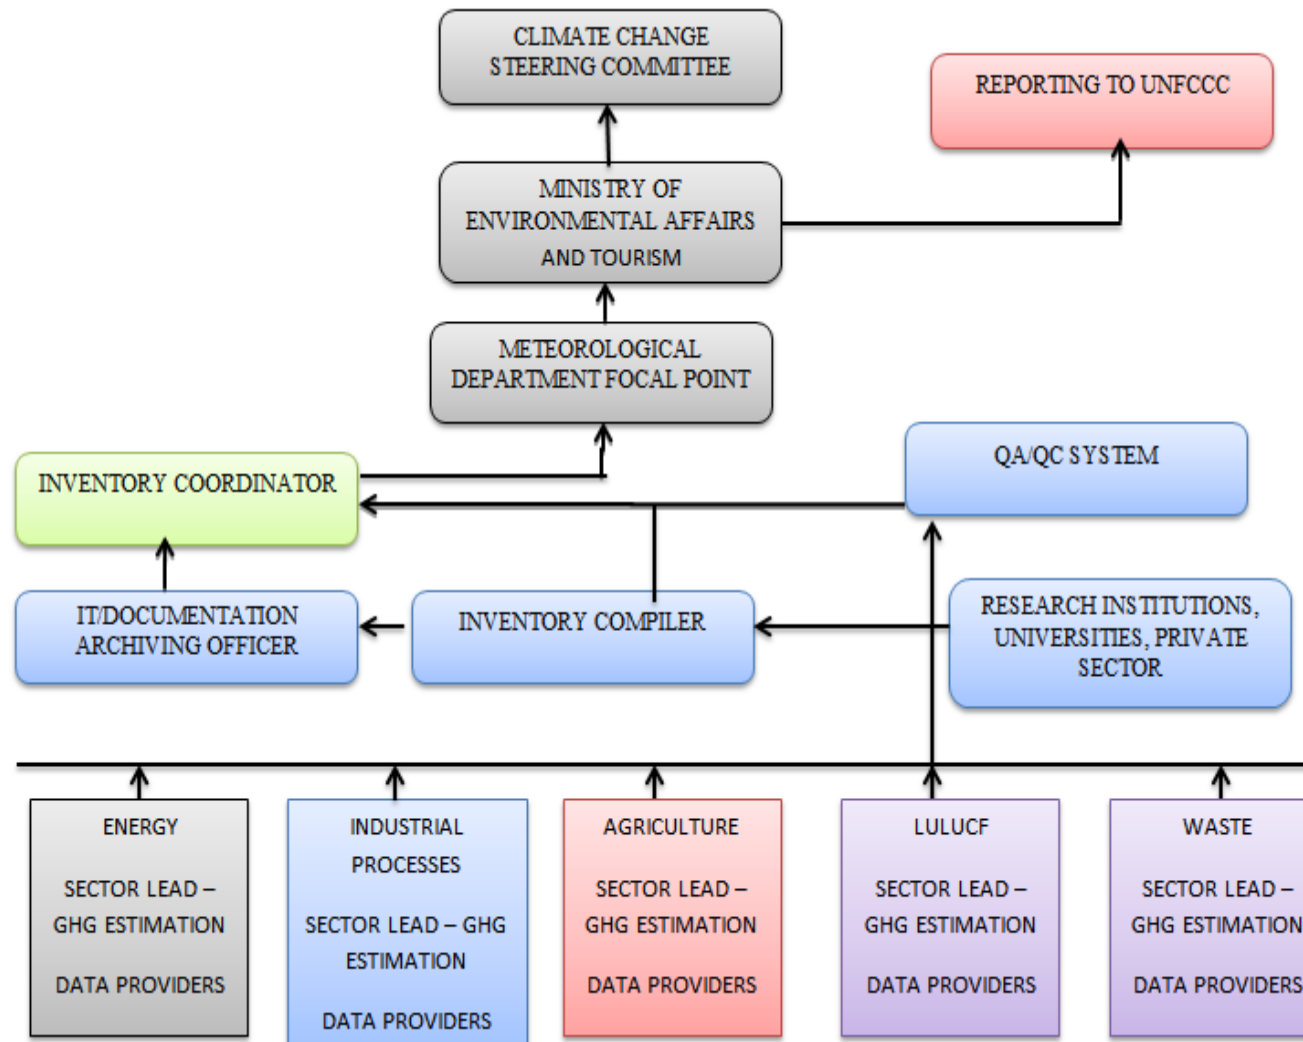 CLIMATE CHANGE
STEERING COMMITTEE
REPORTING TO UNFCCC
MINISTRY OF
ENVIRONMENTAL AFFAIRS
AND TOURISM
METEOROLOGICAL
DEPARTMENT FOCAL POINT
INVENTORY COORDINATOR
QA/QC SYSTEM
IT/DOCUMENTATION
ARCHIVING OFFICER
INVENTORY COMPILER
RESEARCH INSTITUTIONS,
UNIVERSITIES, PRIVATE
SECTOR
ENERGY
SECTOR LEAD –
GHG ESTIMATION
DATA PROVIDERS
INDUSTRIAL
PROCESSES
SECTOR LEAD – GHG
ESTIMATION
DATA PROVIDERS
AGRICULTURE
SECTOR LEAD –
GHG ESTIMATION
DATA PROVIDERS
LULUCF
SECTOR LEAD –
GHG ESTIMATION
DATA PROVIDERS
WASTE
SECTOR LEAD –
GHG ESTIMATION
DATA PROVIDERS